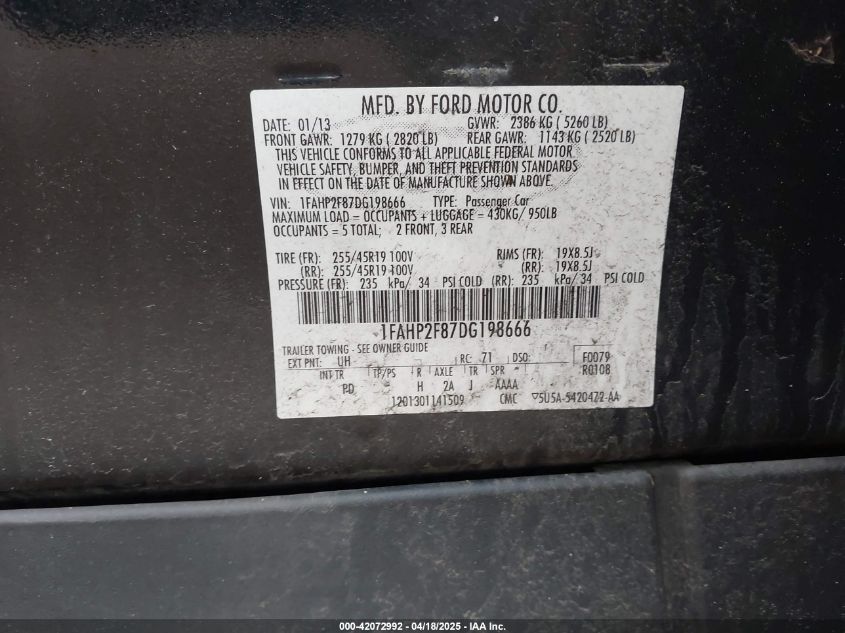 MFD. BY FORD MOTOR CO.
DATE: 01/13 GVWR: 2386 KG ( 5260 LB)
FRONT GAWR: 1279 KG ( 2820 LB) REAR GAWR: 1143 KG ( 2520 LB)
THIS VEHICLE CONFORMS TO ALL APPLICABLE FEDERAL MOTOR
VEHICLE SAFETY, BUMPER, AND THEFT PREVENTION STANDARDS
IN EFFECT ON THE DATE OF MANUFACTURE SHOWN ABOVE.
VIN: 1FAHP2F87DG198666 TYPE: Passenger Car
MAXIMUM LOAD = OCCUPANTS + LUGGAGE = 430KG/ 950LB
OCCUPANTS = 5 TOTAL; 2 FRONT, 3 REAR
TIRE (FR): 255/45R19 100V RIMS (FR): 19X8.5J
(RR): 255/45R19 100V (RR): 19X8.5J
PRESSURE (FR): 235 kPa/ 34 PSI COLD (RR): 235 kPa/ 34 PSI COLD
1FAHP2F87DG198666
TRAILER TOWING - SEE OWNER GUIDE
EXT PNT: UH RC: 71 DSO: F0079
INT TR TP/PS R AXLE TR SPR R0108
PD H 2A J AAAA
1201301141509 CMC ▽5U5A-5420472-AA
000-42072992 - 04/18/2025 - IAA Inc.